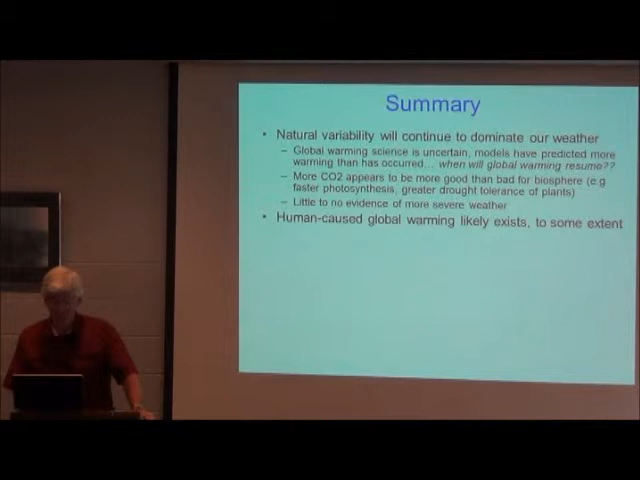 Summary
• Natural variability will continue to dominate our weather
– Global warming science is uncertain, models have predicted more
warming than has occurred... when will global warming resume??
– More CO2 appears to be more good than bad for biosphere (e.g
faster photosynthesis, greater drought tolerance of plants)
– Little to no evidence of more severe weather
• Human-caused global warming likely exists, to some extent